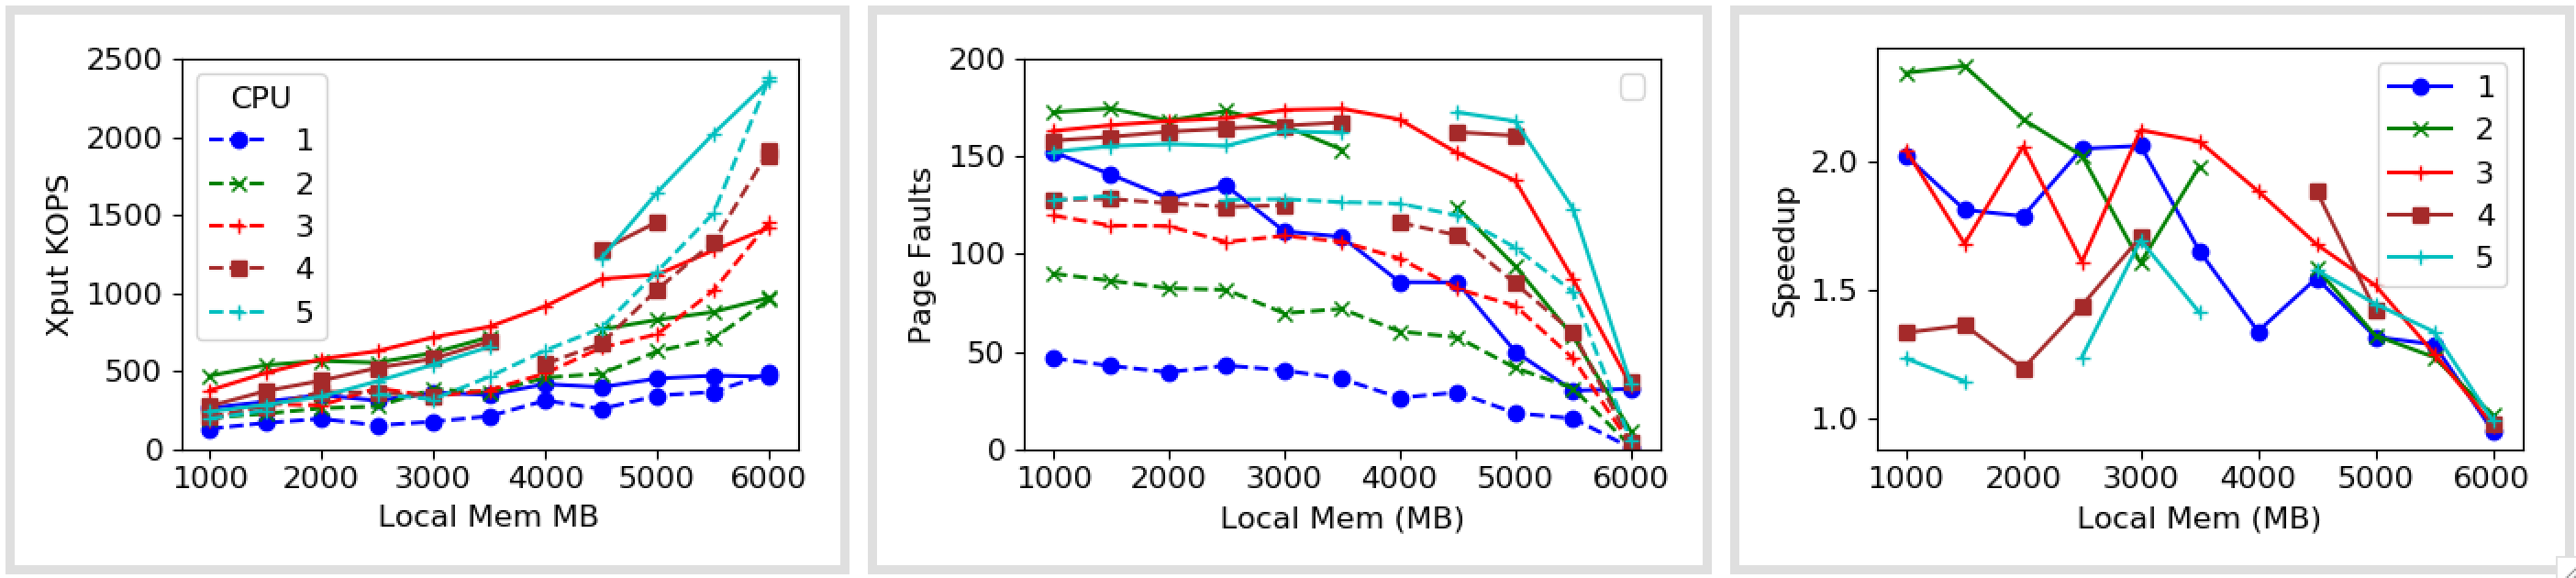 2500
2000
1500
1000
500
0
Xput KOPS
CPU
1
2
3
4
5
1000 2000 3000 4000 5000 6000
Local Mem MB
200
150
100
50
0
Page Faults
1000 2000 3000 4000 5000 6000
Local Mem (MB)
2.0
1.5
1.0
Speedup
1
2
3
4
5
1000 2000 3000 4000 5000 6000
Local Mem (MB)